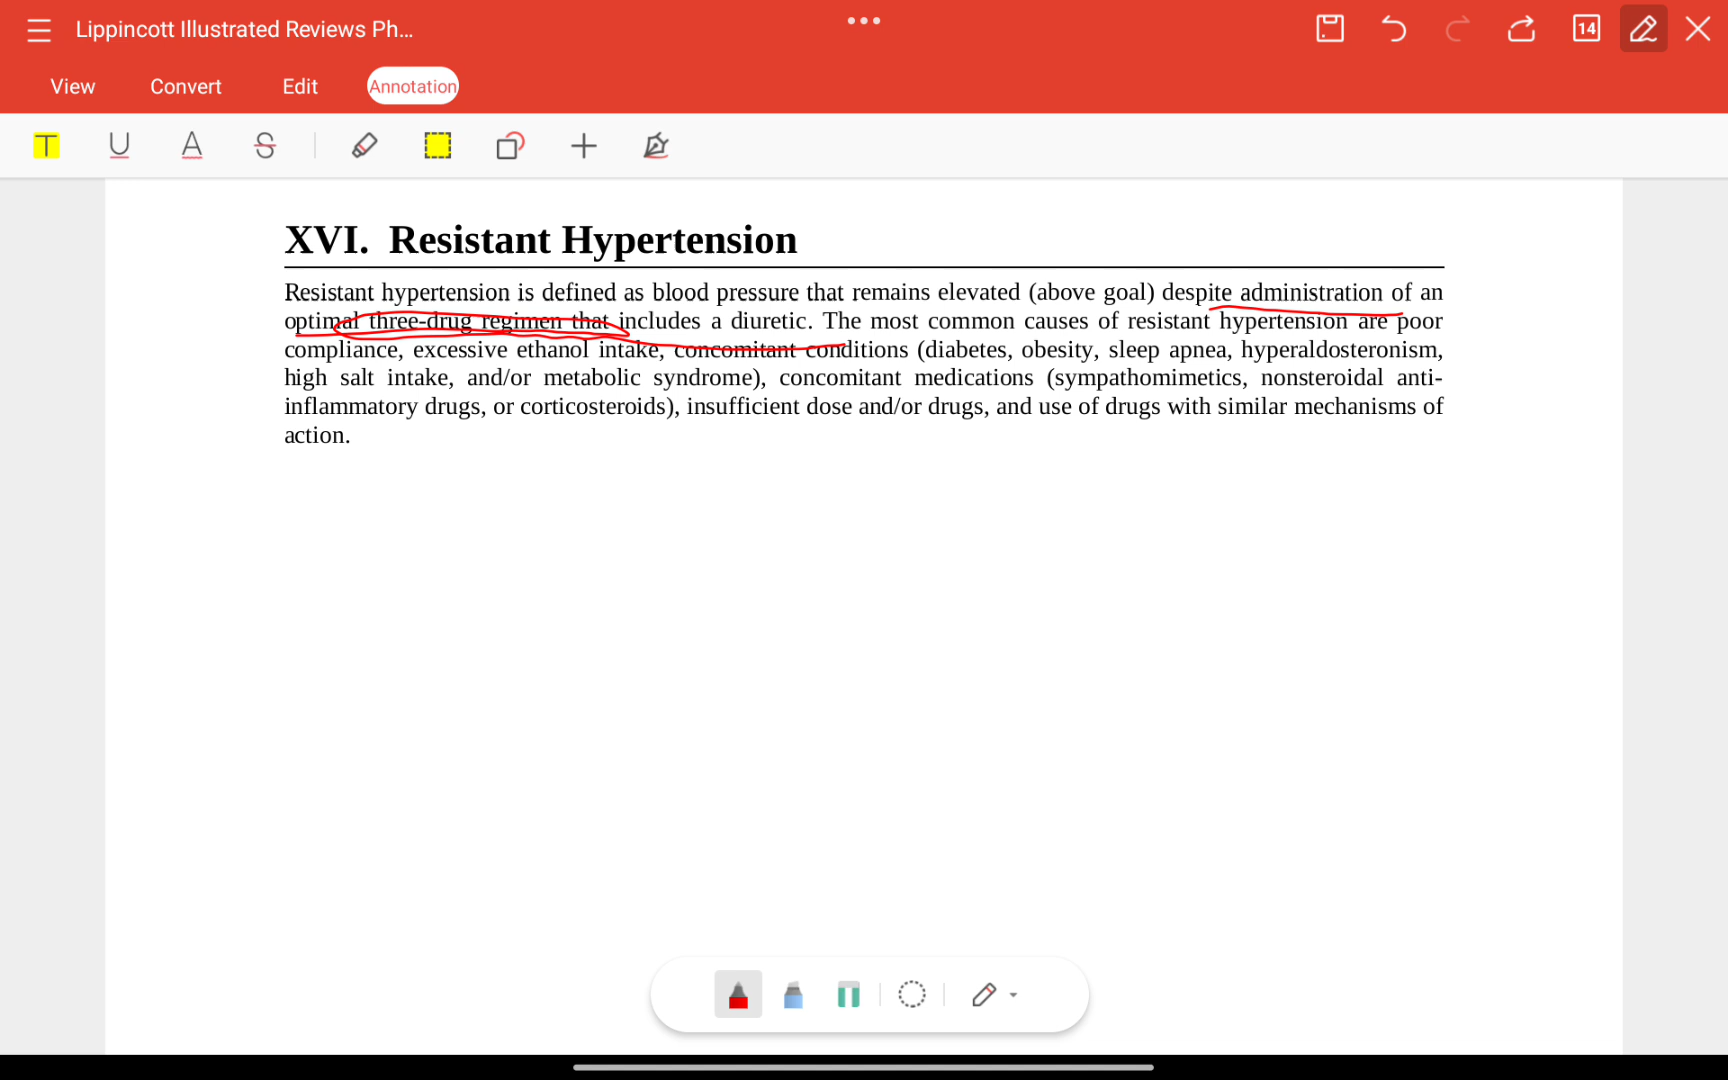 Lippincott Illustrated Reviews Ph...
14
View Convert Edit Annotation
T U A S
XVI. Resistant Hypertension
Resistant hypertension is defined as blood pressure that remains elevated (above goal) despite administration of an
optimal three-drug regimen that includes a diuretic. The most common causes of resistant hypertension are poor
compliance, excessive ethanol intake, concomitant conditions (diabetes, obesity, sleep apnea, hyperaldosteronism,
high salt intake, and/or metabolic syndrome), concomitant medications (sympathomimetics, nonsteroidal anti-
inflammatory drugs, or corticosteroids), insufficient dose and/or drugs, and use of drugs with similar mechanisms of
action.